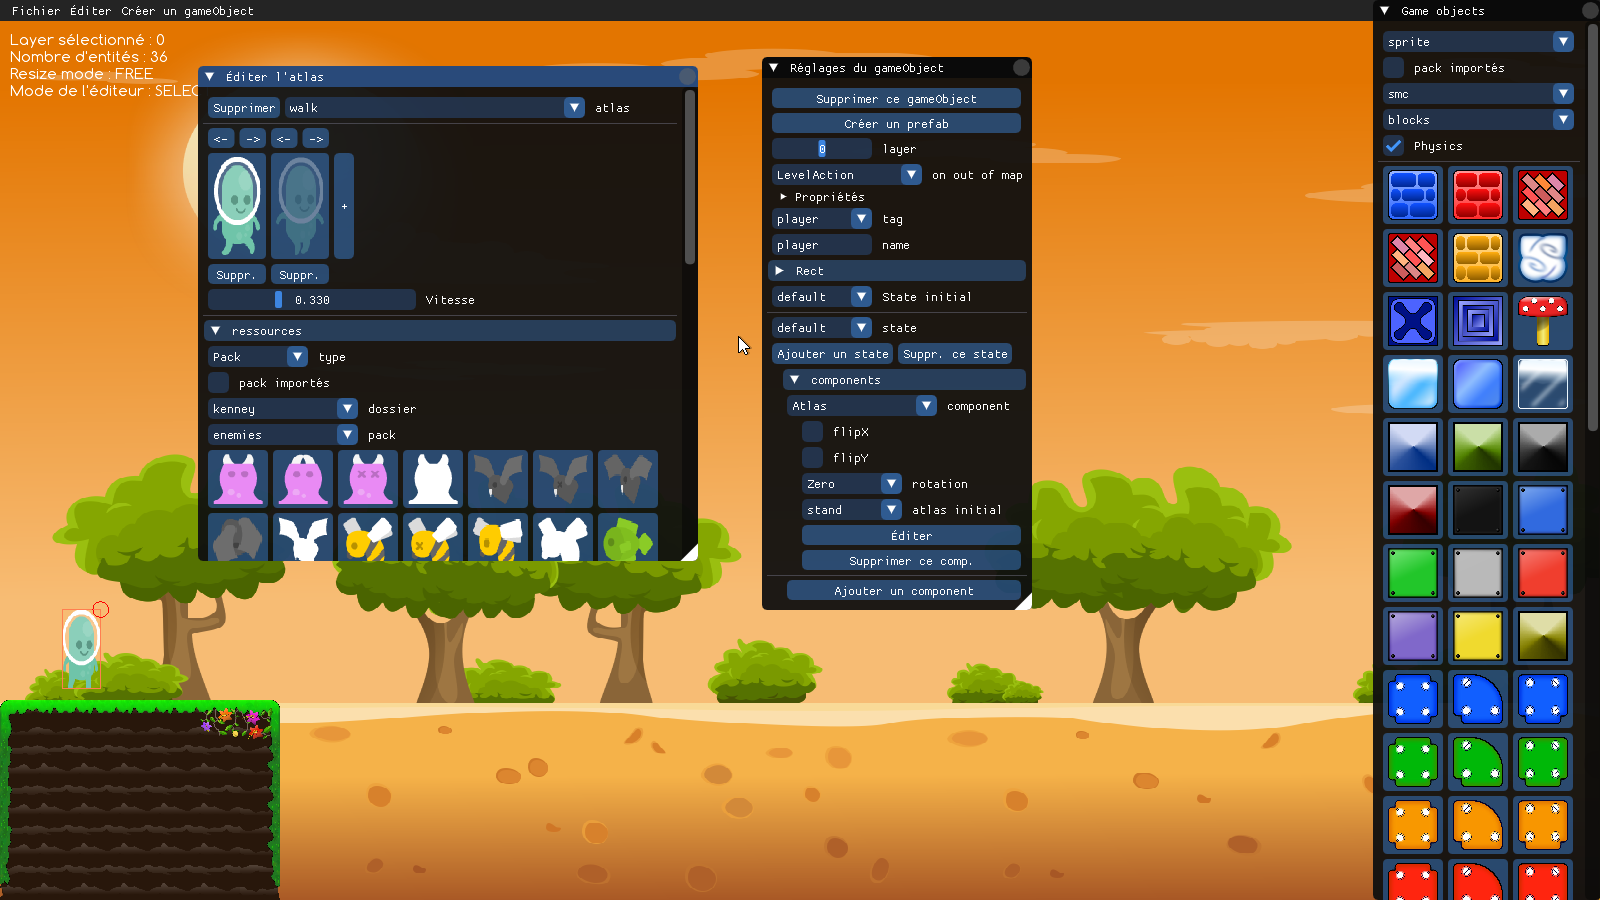 Fichier Éditer Créer un gameObject
Layer sélectionné : 0
Nombre d'entités : 36
Resize mode : FREE
Mode de l'éditeur : SELEC
Éditer l'atlas
Supprimer walk atlas
<- -> <- ->
+
Suppr. Suppr.
0.330 Vitesse
ressources
Pack type
pack importés
kenney dossier
enemies pack
Réglages du gameObject
Supprimer ce gameObject
Créer un prefab
0 layer
LevelAction on out of map
Propriétés
player tag
player name
Rect
default State initial
default state
Ajouter un state Suppr. ce state
components
Atlas component
flipX
flipY
Zero rotation
stand atlas initial
Éditer
Supprimer ce comp.
Ajouter un component
Game objects
sprite
pack importés
smc
blocks
Physics